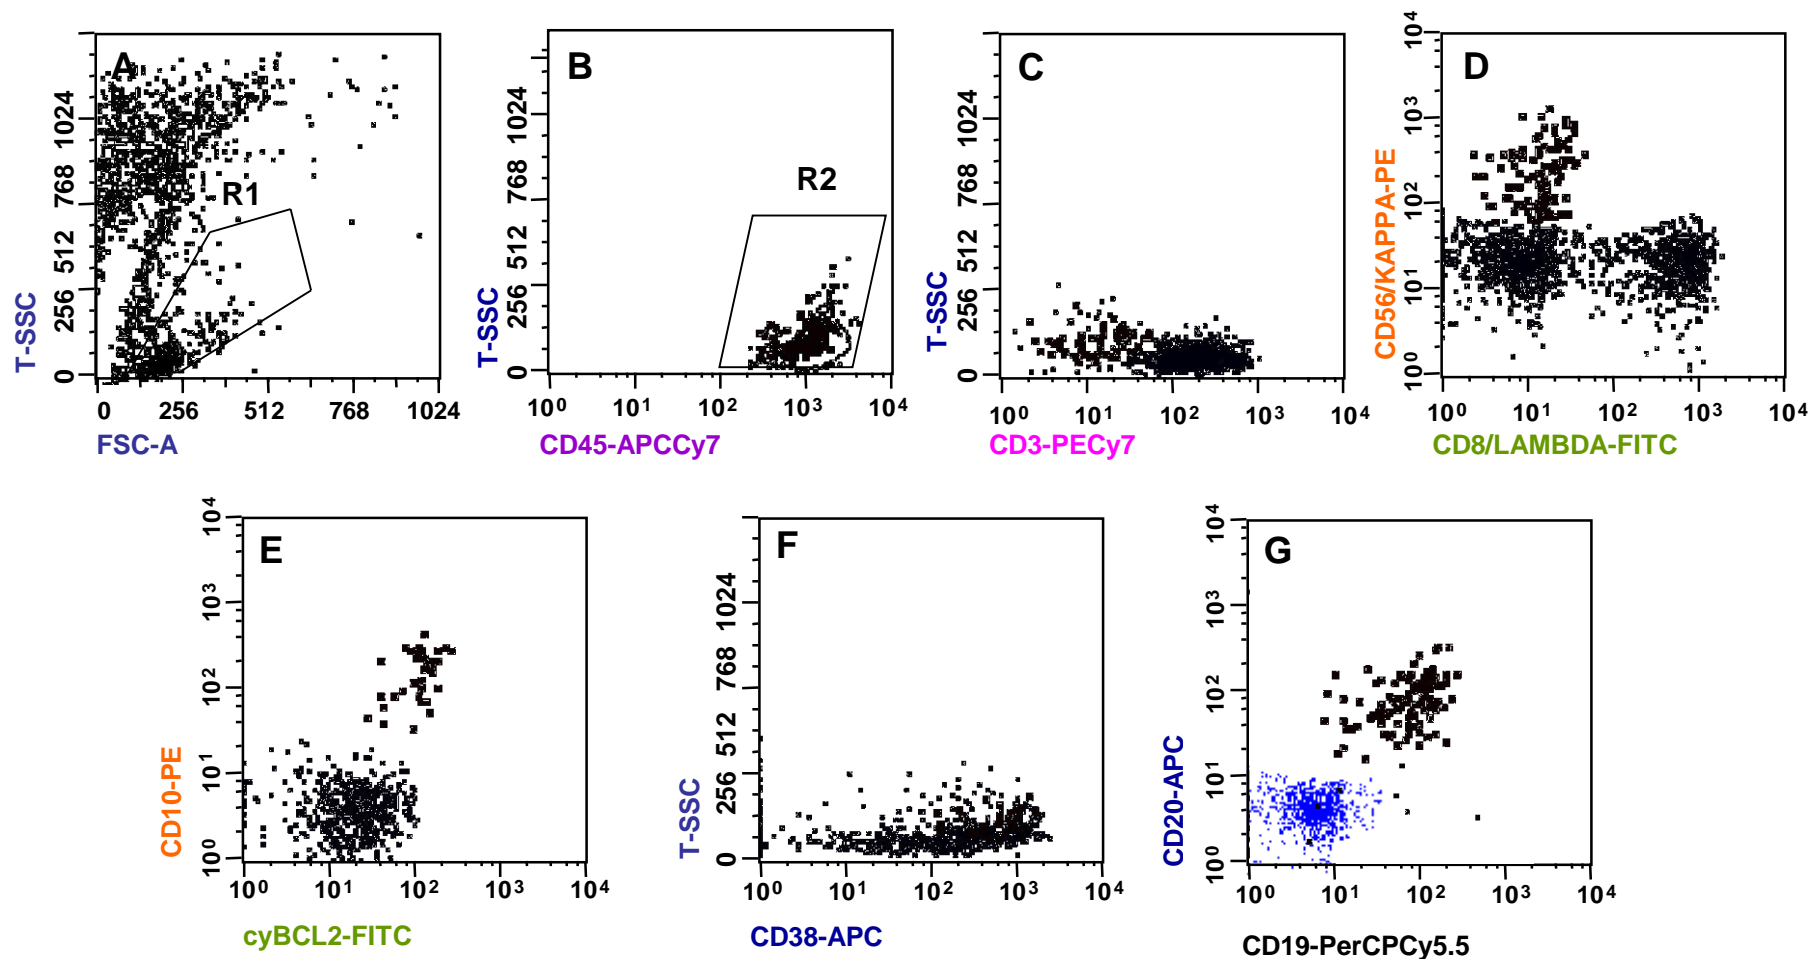 A
R1
1024
768
512
256
0
T-SSC
0 256 512 768 1024
FSC-A
B
R2
1024
768
512
256
0
T-SSC
10⁰ 10¹ 10² 10³ 10⁴
CD45-APCCy7
C
1024
768
512
256
0
T-SSC
10⁰ 10¹ 10² 10³ 10⁴
CD3-PECy7
D
10⁴
10³
10²
10¹
10⁰
CD56/KAPPA-PE
10⁰ 10¹ 10² 10³ 10⁴
CD8/LAMBDA-FITC
E
10⁴
10³
10²
10¹
10⁰
CD10-PE
10⁰ 10¹ 10² 10³ 10⁴
cyBCL2-FITC
F
1024
768
512
256
0
T-SSC
10⁰ 10¹ 10² 10³ 10⁴
CD38-APC
G
10⁴
10³
10²
10¹
10⁰
CD20-APC
10⁰ 10¹ 10² 10³ 10⁴
CD19-PerCPCy5.5